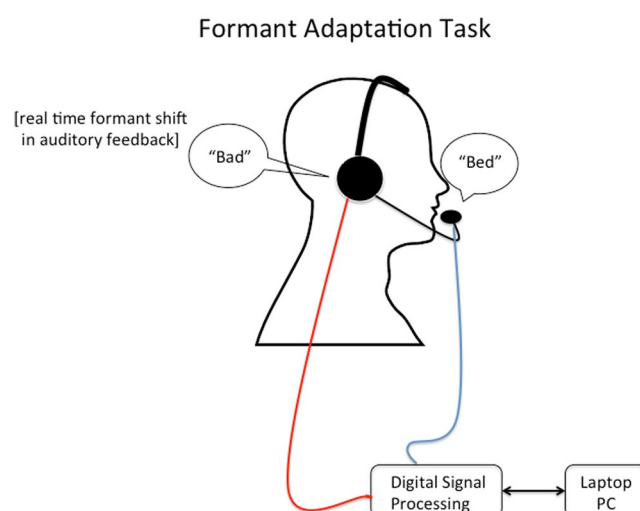 Formant Adaptation Task
[real time formant shift
in auditory feedback]
“Bad”
“Bed”
Digital Signal
Processing
Laptop
PC